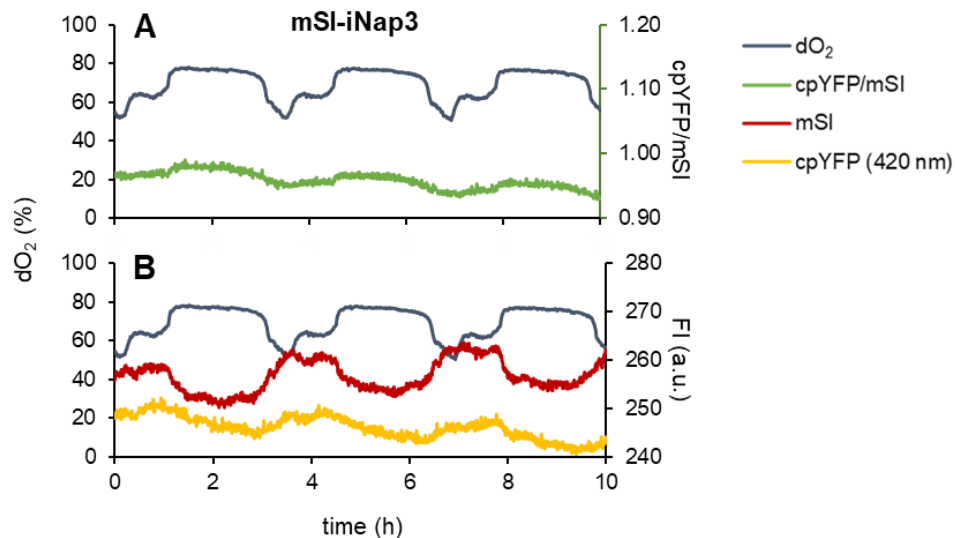 mSI-iNap3
A
100
80
60
40
20
0
1.20
1.10
1.00
0.90
cpYFP/mSI
dO₂
cpYFP/mSI
mSI
cpYFP (420 nm)
dO₂ (%)
B
100
80
60
40
20
0
280
270
260
250
240
FI (a.u.)
0 2 4 6 8 10
time (h)